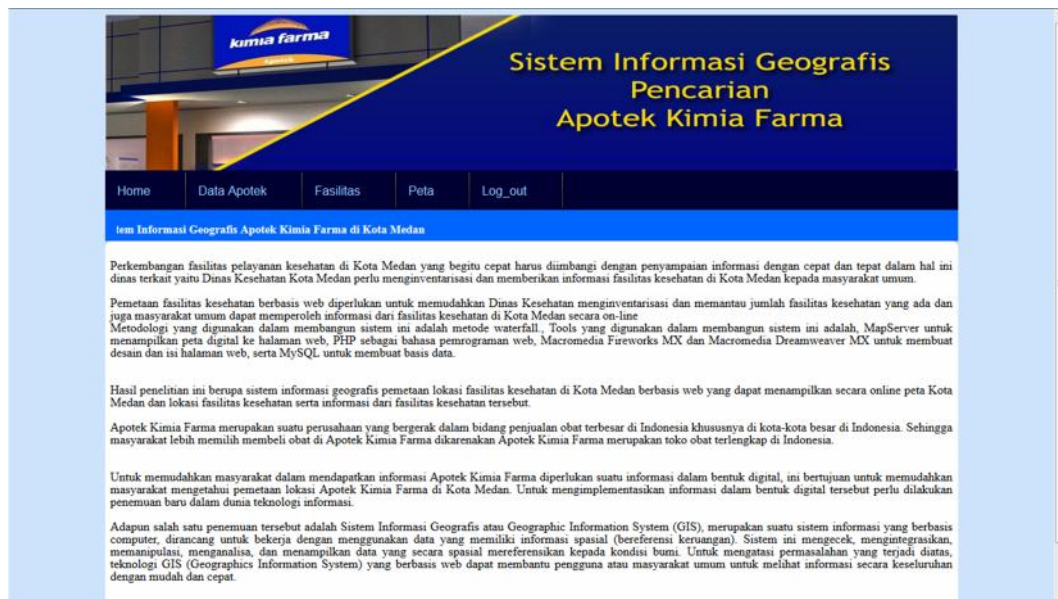 kimia farma
Apotek
Sistem Informasi Geografis
Pencarian
Apotek Kimia Farma
Home Data Apotek Fasilitas Peta Log_out
tem Informasi Geografis Apotek Kimia Farma di Kota Medan
Perkembangan fasilitas pelayanan kesehatan di Kota Medan yang begitu cepat harus diimbangi dengan penyampaian informasi dengan cepat dan tepat dalam hal ini
dinas terkait yaitu Dinas Kesehatan Kota Medan perlu menginventarisasi dan memberikan informasi fasilitas kesehatan di Kota Medan kepada masyarakat umum.
Pemetaan fasilitas kesehatan berbasis web diperlukan untuk memudahkan Dinas Kesehatan menginventarisasi dan memantau jumlah fasilitas kesehatan yang ada dan
juga masyarakat umum dapat memperoleh informasi dari fasilitas kesehatan di Kota Medan secara on-line
Metodologi yang digunakan dalam membangun sistem ini adalah metode waterfall., Tools yang digunakan dalam membangun sistem ini adalah, MapServer untuk
menampilkan peta digital ke halaman web, PHP sebagai bahasa pemrograman web, Macromedia Fireworks MX dan Macromedia Dreamweaver MX untuk membuat
desain dan isi halaman web, serta MySQL untuk membuat basis data.
Hasil penelitian ini berupa sistem informasi geografis pemetaan lokasi fasilitas kesehatan di Kota Medan berbasis web yang dapat menampilkan secara online peta Kota
Medan dan lokasi fasilitas kesehatan serta informasi dari fasilitas kesehatan tersebut.
Apotek Kimia Farma merupakan suatu perusahaan yang bergerak dalam bidang penjualan obat terbesar di Indonesia khususnya di kota-kota besar di Indonesia. Sehingga
masyarakat lebih memilih membeli obat di Apotek Kimia Farma dikarenakan Apotek Kimia Farma merupakan toko obat terlengkap di Indonesia.
Untuk memudahkan masyarakat dalam mendapatkan informasi Apotek Kimia Farma diperlukan suatu informasi dalam bentuk digital, ini bertujuan untuk memudahkan
masyarakat mengetahui pemetaan lokasi Apotek Kimia Farma di Kota Medan. Untuk mengimplementasikan informasi dalam bentuk digital tersebut perlu dilakukan
penemuan baru dalam dunia teknologi informasi.
Adapun salah satu penemuan tersebut adalah Sistem Informasi Geografis atau Geographic Information System (GIS), merupakan suatu sistem informasi yang berbasis
computer, dirancang untuk bekerja dengan menggunakan data yang memiliki informasi spasial (bereferensi keruangan). Sistem ini mengecek, mengintegrasikan,
memanipulasi, menganalisa, dan menampilkan data yang secara spasial mereferensikan kepada kondisi bumi. Untuk mengatasi permasalahan yang terjadi diatas,
teknologi GIS (Geographics Information System) yang berbasis web dapat membantu pengguna atau masyarakat umum untuk melihat informasi secara keseluruhan
dengan mudah dan cepat.